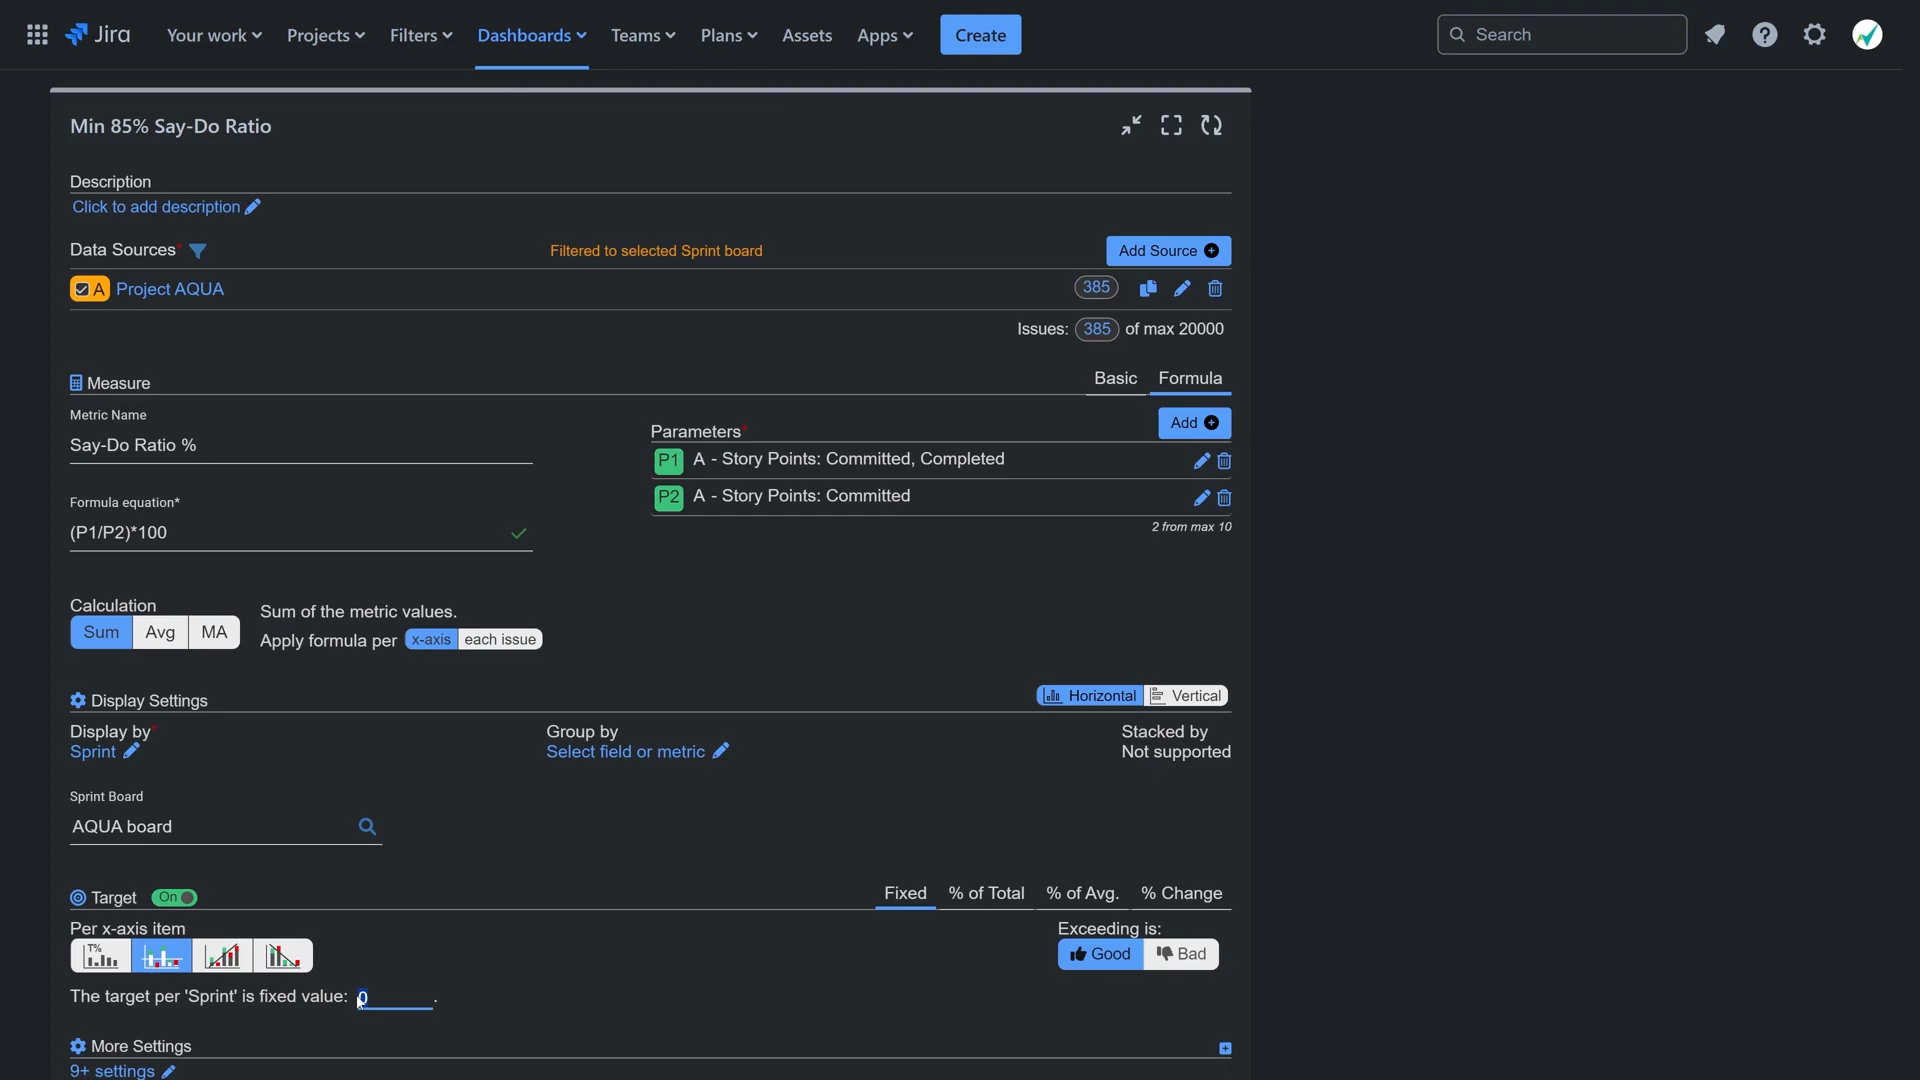 Jira Your work Projects Filters Dashboards Teams Plans Assets Apps Create Search
Min 85% Say-Do Ratio
Description
Click to add description
Data Sources* Filtered to selected Sprint board Add Source
A Project AQUA 385
Issues: 385 of max 20000
Measure Basic Formula
Metric Name
Say-Do Ratio %
Parameters* Add
P1 A - Story Points: Committed, Completed
P2 A - Story Points: Committed
2 from max 10
Formula equation*
(P1/P2)*100
Calculation
Sum Avg MA
Sum of the metric values.
Apply formula per x-axis each issue
Display Settings Horizontal Vertical
Display by* Group by Stacked by
Sprint Select field or metric Not supported
Sprint Board
AQUA board
Target On Fixed % of Total % of Avg. % Change
Per x-axis item Exceeding is:
T% Good Bad
The target per 'Sprint' is fixed value: 0 .
More Settings
9+ settings